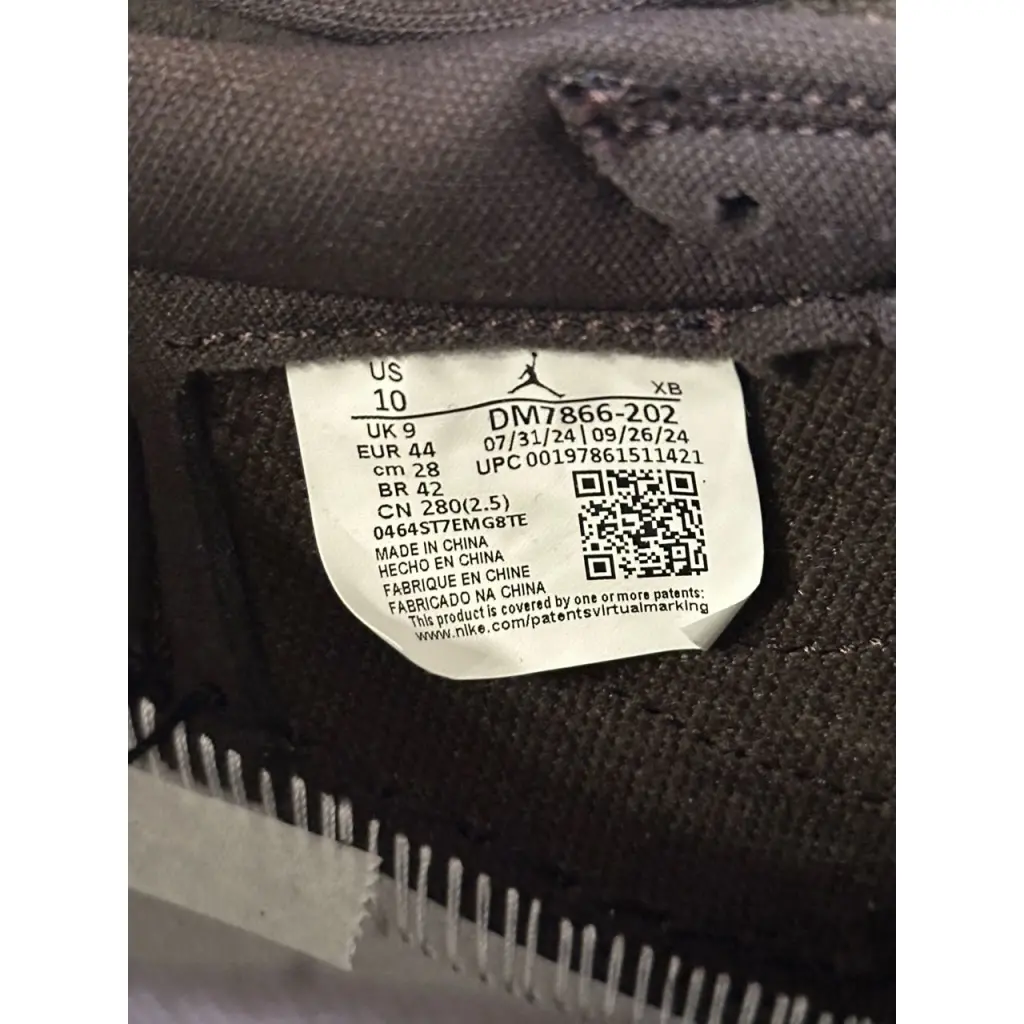 US
10
XB
DM7866-202
UK 9
07/31/24 | 09/26/24
EUR 44
UPC 00197861511421
cm 28
BR 42
CN 280(2.5)
0464ST7EMG8TE
MADE IN CHINA
HECHO EN CHINA
FABRIQUE EN CHINE
FABRICADO NA CHINA
This product is covered by one or more patents:
www.nike.com/patentsvirtualmarking